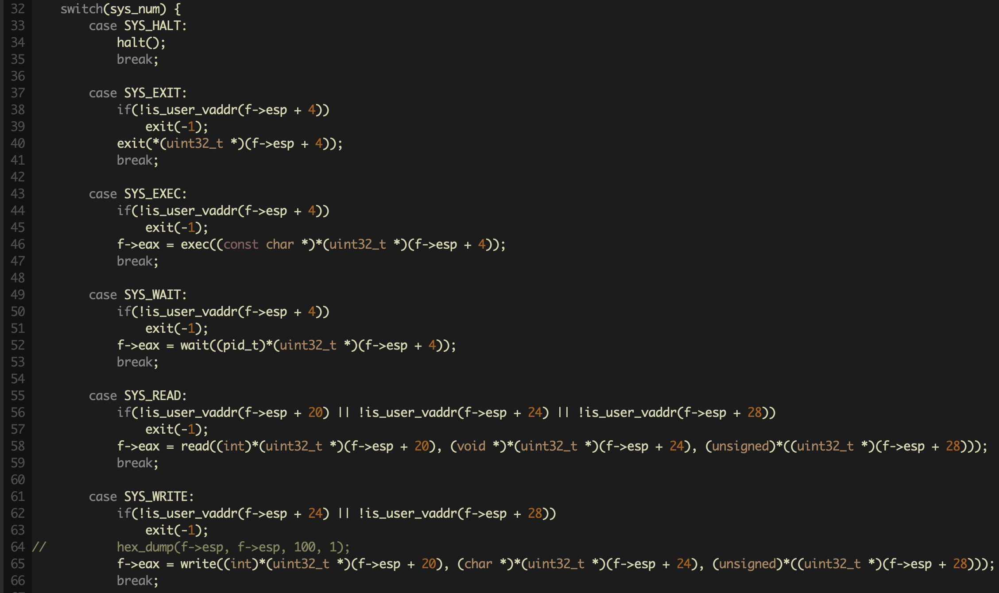 32    switch(sys_num) {
33        case SYS_HALT:
34            halt();
35            break;
36
37        case SYS_EXIT:
38            if(!is_user_vaddr(f->esp + 4))
39                exit(-1);
40            exit(*(uint32_t *)(f->esp + 4));
41            break;
42
43        case SYS_EXEC:
44            if(!is_user_vaddr(f->esp + 4))
45                exit(-1);
46            f->eax = exec((const char *)*(uint32_t *)(f->esp + 4));
47            break;
48
49        case SYS_WAIT:
50            if(!is_user_vaddr(f->esp + 4))
51                exit(-1);
52            f->eax = wait((pid_t)*(uint32_t *)(f->esp + 4));
53            break;
54
55        case SYS_READ:
56            if(!is_user_vaddr(f->esp + 20) || !is_user_vaddr(f->esp + 24) || !is_user_vaddr(f->esp + 28))
57                exit(-1);
58            f->eax = read((int)*(uint32_t *)(f->esp + 20), (void *)*(uint32_t *)(f->esp + 24), (unsigned)*((uint32_t *)(f->esp + 28)));
59            break;
60
61        case SYS_WRITE:
62            if(!is_user_vaddr(f->esp + 24) || !is_user_vaddr(f->esp + 28))
63                exit(-1);
64 //          hex_dump(f->esp, f->esp, 100, 1);
65            f->eax = write((int)*(uint32_t *)(f->esp + 20), (char *)*(uint32_t *)(f->esp + 24), (unsigned)*((uint32_t *)(f->esp + 28)));
66            break;